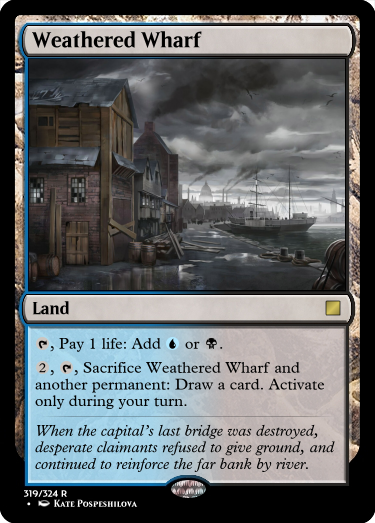 Weathered Wharf
Land
, Pay 1 life: Add or .
2, , Sacrifice Weathered Wharf and
another permanent: Draw a card. Activate
only during your turn.
When the capital's last bridge was destroyed,
desperate claimants refused to give ground, and
continued to reinforce the far bank by river.
319/324 R
• Kate Pospeshilova